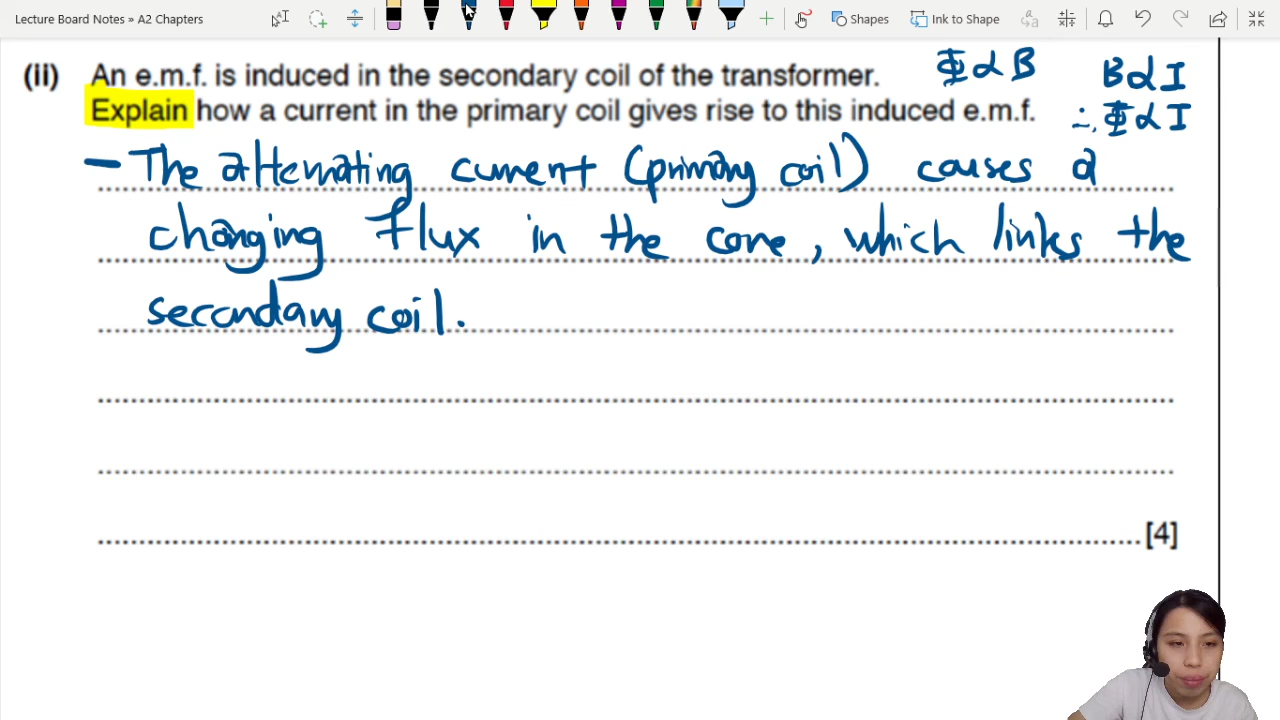 Lecture Board Notes » A2 Chapters
Shapes
Ink to Shape
(ii) An e.m.f. is induced in the secondary coil of the transformer.
Φ α B
B α I
Explain how a current in the primary coil gives rise to this induced e.m.f.
∴ Φ α I
– The alternating current (primary coil) causes a
changing flux in the core, which links the
secondary coil.
[4]